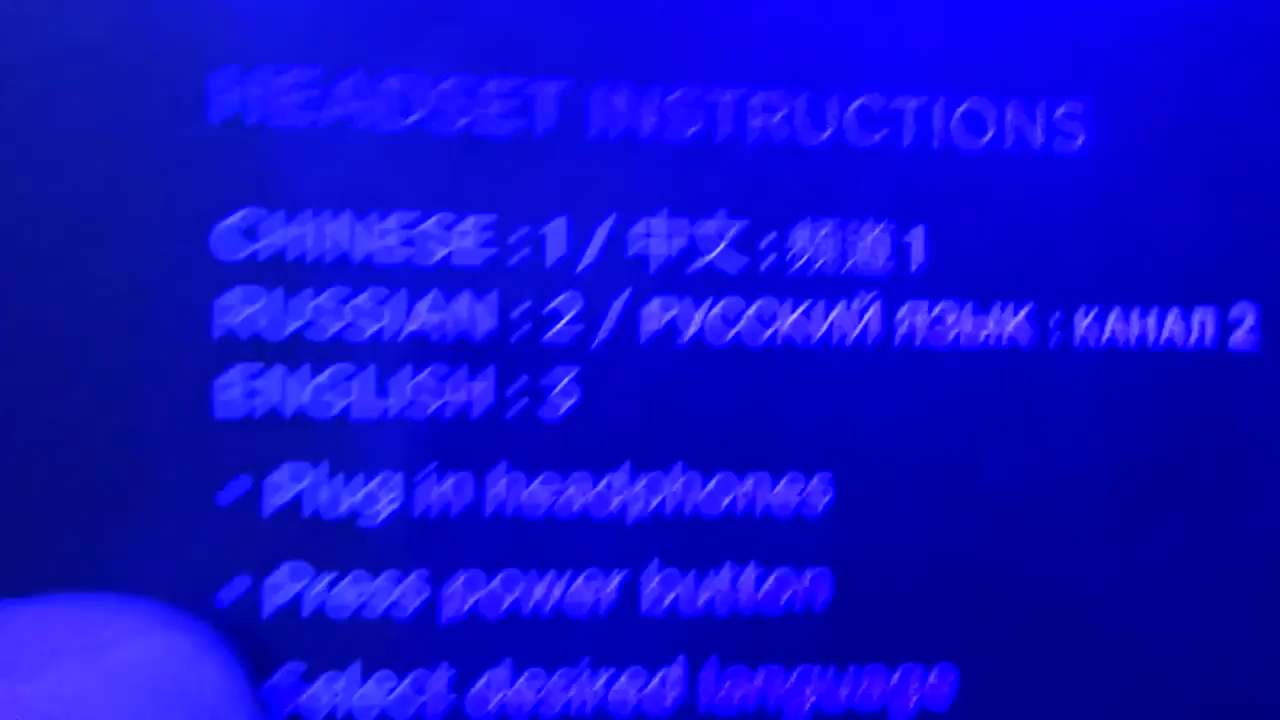 HEADSET INSTRUCTIONS
CHINESE : 1 / 中文 : 频道 1
RUSSIAN : 2 / РУССКИЙ ЯЗЫК : КАНАЛ 2
ENGLISH : 3
• Plug in headphones
• Press power button
Select desired language